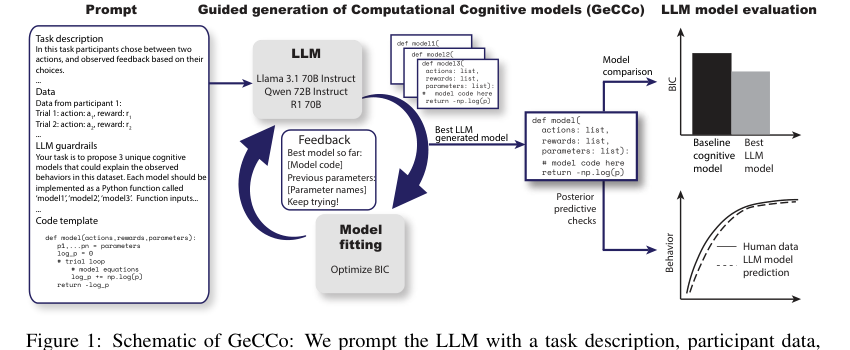 Prompt
Guided generation of Computational Cognitive models (GeCCo)
LLM model evaluation
Task description
In this task participants chose between two
actions, and observed feedback based on their
choices.
...
Data
Data from participant 1:
Trial 1: action: a1, reward: r1
Trial 2: action: a2, reward: r2
...
LLM guardrails
Your task is to propose 3 unique cognitive
models that could explain the observed
behaviors in this dataset. Each model should be
implemented as a Python function called
'model1', 'model2', 'model3'. Function inputs...
...
Code template
def model(actions,rewards,parameters):
p1,...pn = parameters
log_p = 0
# trial loop
# model equations
log_p += np.log(p)
return -log_p
LLM
Llama 3.1 70B Instruct
Qwen 72B Instruct
R1 70B
Feedback
Best model so far:
[Model code]
Previous parameters:
[Parameter names]
Keep trying!
Model
fitting
Optimize BIC
def model1(
def model2(
def model3(
actions: list,
rewards: list,
parameters: list):
# model code here
return -np.log(p)
Best LLM
generated model
def model(
actions: list,
rewards: list,
parameters: list):
# model code here
return -np.log(p)
Model
comparison
Posterior
predictive
checks
BIC
Baseline
cognitive
model
Best
LLM
model
Behavior
Human data
LLM model
prediction
Figure 1: Schematic of GeCCo: We prompt the LLM with a task description, participant data,